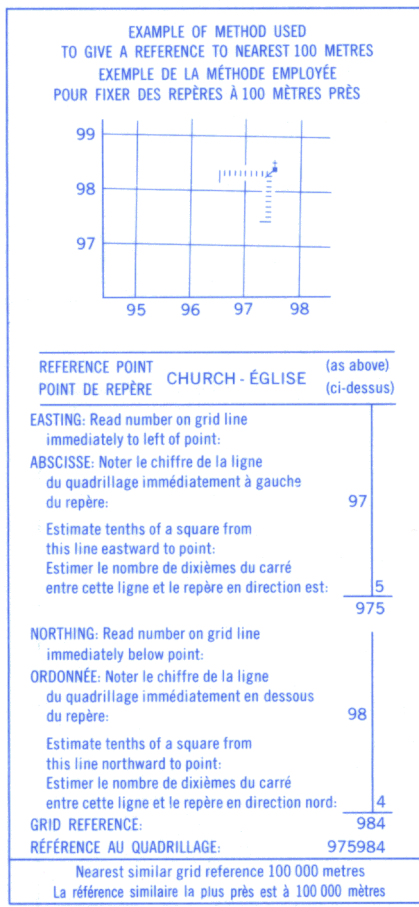 EXAMPLE OF METHOD USED
TO GIVE A REFERENCE TO NEAREST 100 METRES
EXEMPLE DE LA MÉTHODE EMPLOYÉE
POUR FIXER DES REPÈRES À 100 MÈTRES PRÈS
99
98
97
95 96 97 98
REFERENCE POINT
POINT DE REPÈRE
CHURCH - ÉGLISE
(as above)
(ci-dessus)
EASTING: Read number on grid line
immediately to left of point:
ABSCISSE: Noter le chiffre de la ligne
du quadrillage immédiatement à gauche
du repère: 97
Estimate tenths of a square from
this line eastward to point:
Estimer le nombre de dixièmes du carré
entre cette ligne et le repère en direction est: 5
975
NORTHING: Read number on grid line
immediately below point:
ORDONNÉE: Noter le chiffre de la ligne
du quadrillage immédiatement en dessous
du repère: 98
Estimate tenths of a square from
this line northward to point:
Estimer le nombre de dixièmes du carré
entre cette ligne et le repère en direction nord: 4
GRID REFERENCE: 984
RÉFÉRENCE AU QUADRILLAGE: 975984
Nearest similar grid reference 100 000 metres
La référence similaire la plus près est à 100 000 mètres